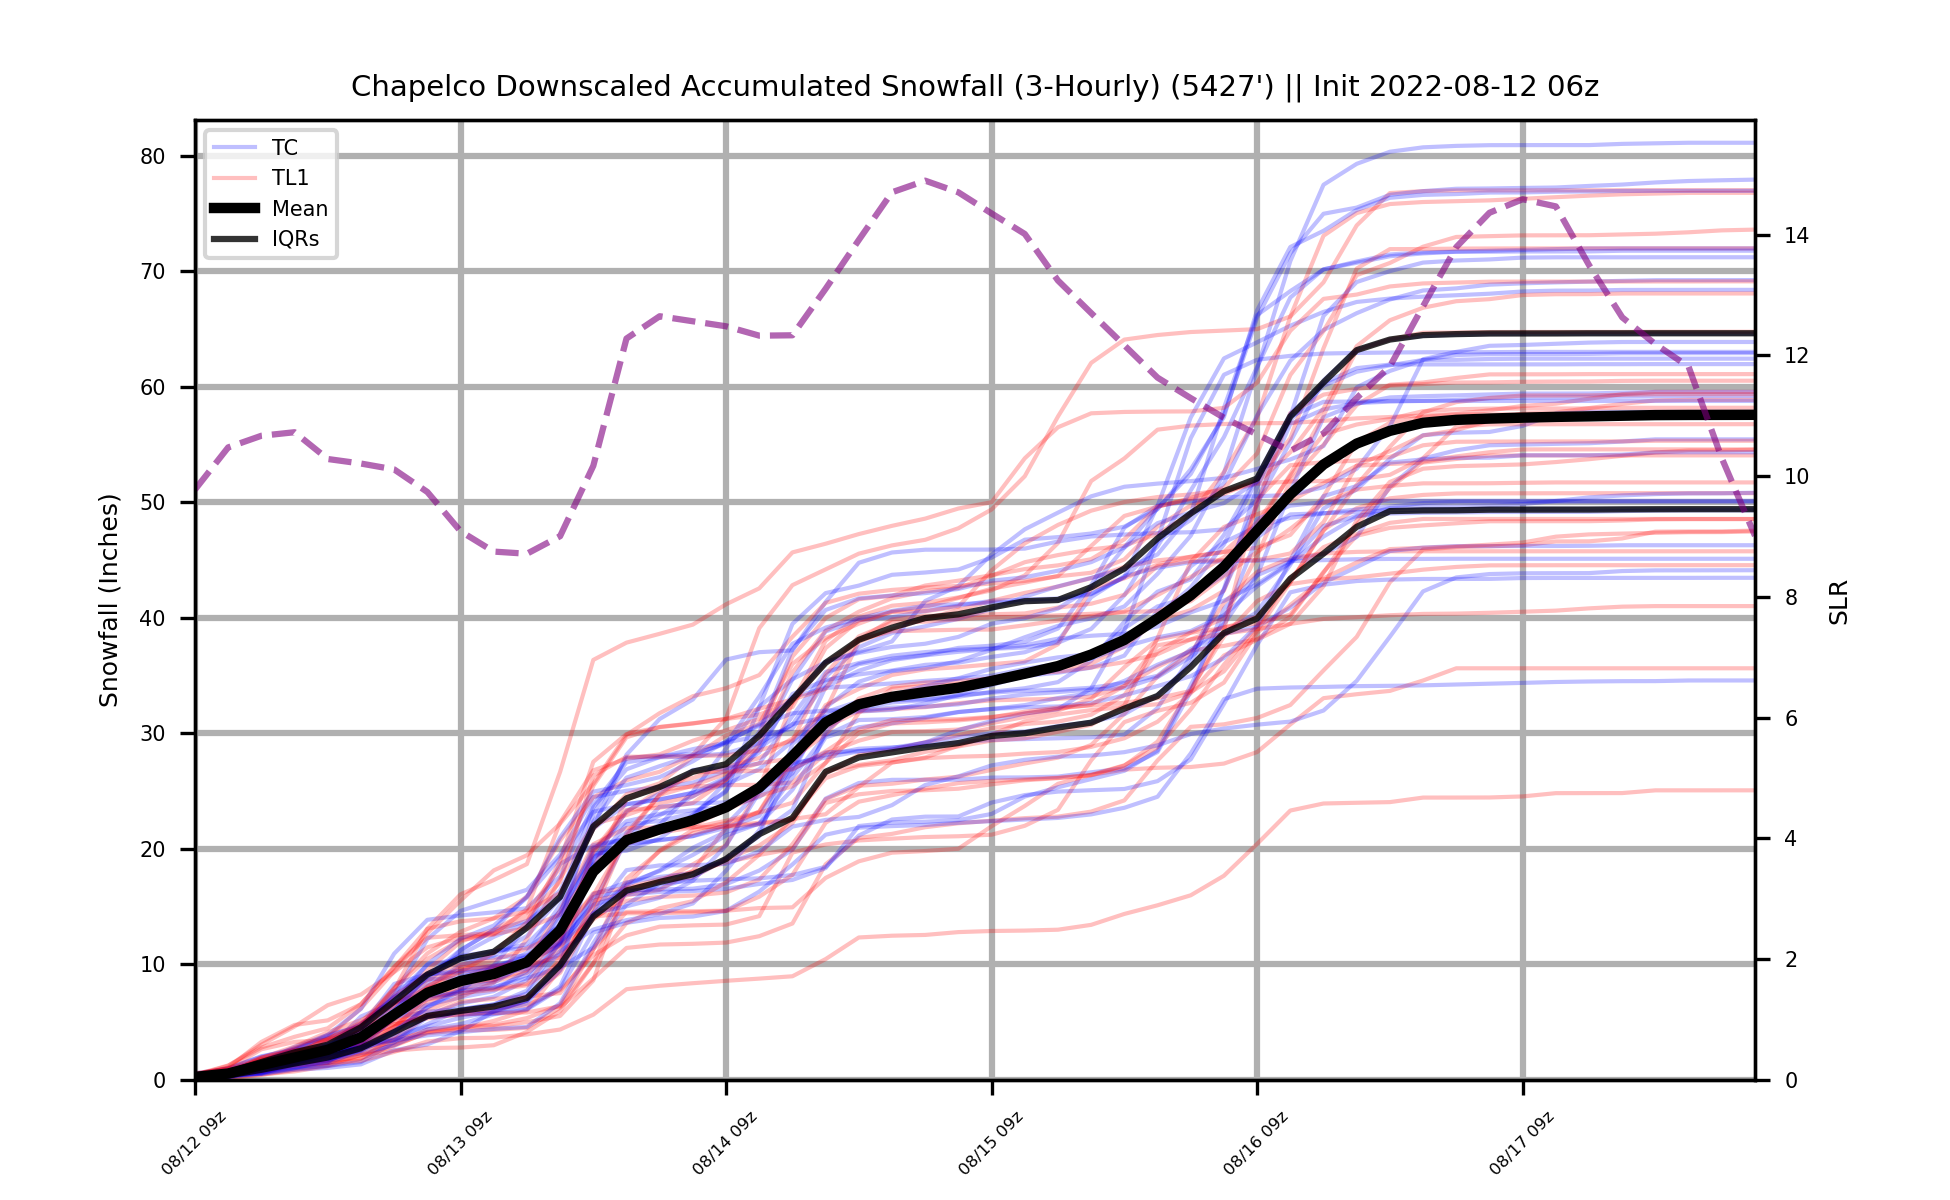 Chapelco Downscaled Accumulated Snowfall (3-Hourly) (5427') || Init 2022-08-12 06z
TC
TL1
Mean
IQRs
Snowfall (Inches)
80
70
60
50
40
30
20
10
0
14
12
10
8
6
4
2
0
SLR
08/12 09z
08/13 09z
08/14 09z
08/15 09z
08/16 09z
08/17 09z